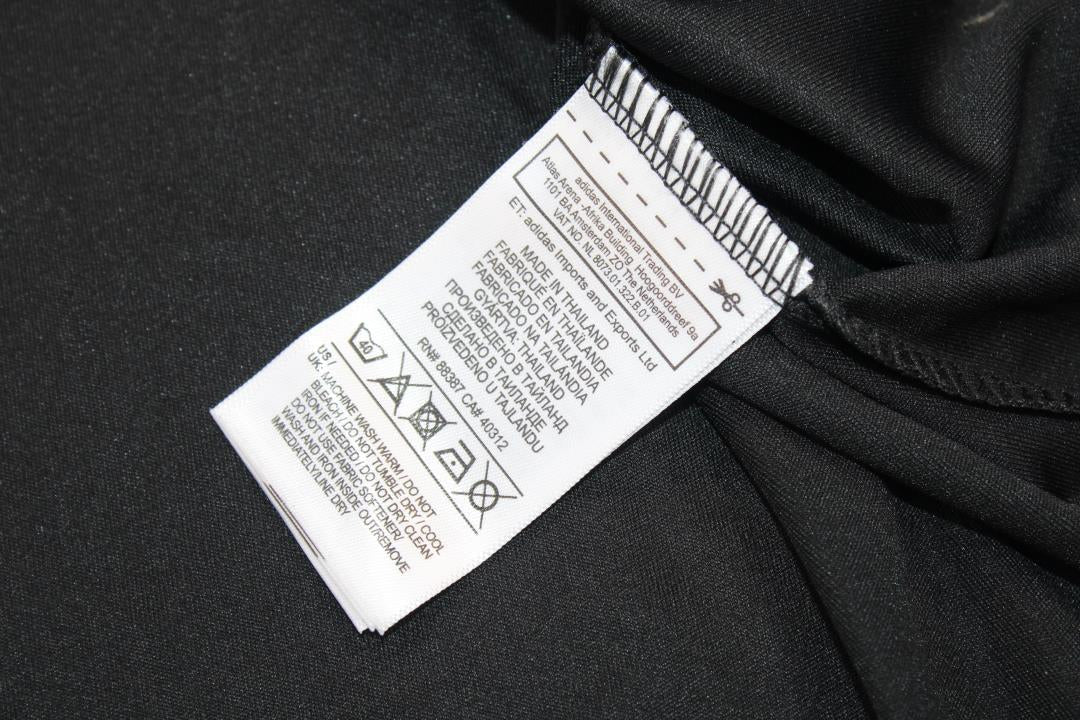 adidas International Trading BV
Atlas Arena -Afrika Building, Hoogoorddreef 9a
1101 BA Amsterdam ZO The Netherlands
VAT NO. NL 8073.01.322.B.01
ET: adidas Imports and Exports Ltd
MADE IN THAILAND
FABRIQUÉ EN THAÏLANDE
FABRICADO EN TAILANDIA
FABRICADO NA TAILÂNDIA
GYÁRTVA: THAILAND
ПРОИЗВЕДЕНО В ТАЙЛАНД
СДЕЛАНО В ТАИЛАНДЕ
PROIZVEDENO U TAJLANDU
RN# 88387 CA# 40312
40
US /
UK: MACHINE WASH WARM / DO NOT
BLEACH / DO NOT TUMBLE DRY / COOL
IRON IF NEEDED / DO NOT DRY CLEAN
DO NOT USE FABRIC SOFTENER/
WASH AND IRON INSIDE OUT/REMOVE
IMMEDIATELY/LINE DRY